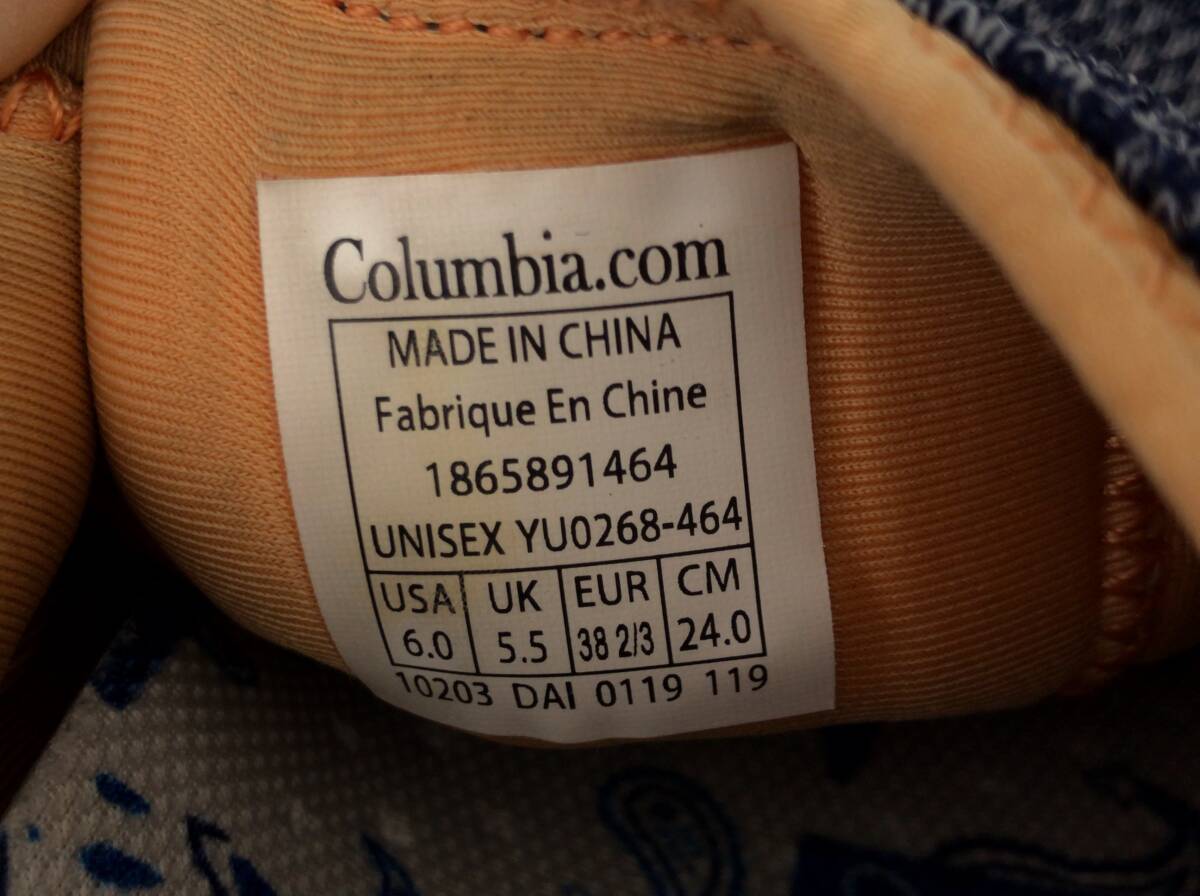 Columbia.com
MADE IN CHINA
Fabrique En Chine
1865891464
UNISEX YU0268-464
USA UK EUR CM
6.0 5.5 38 2/3 24.0
10203 DAI 0119 119